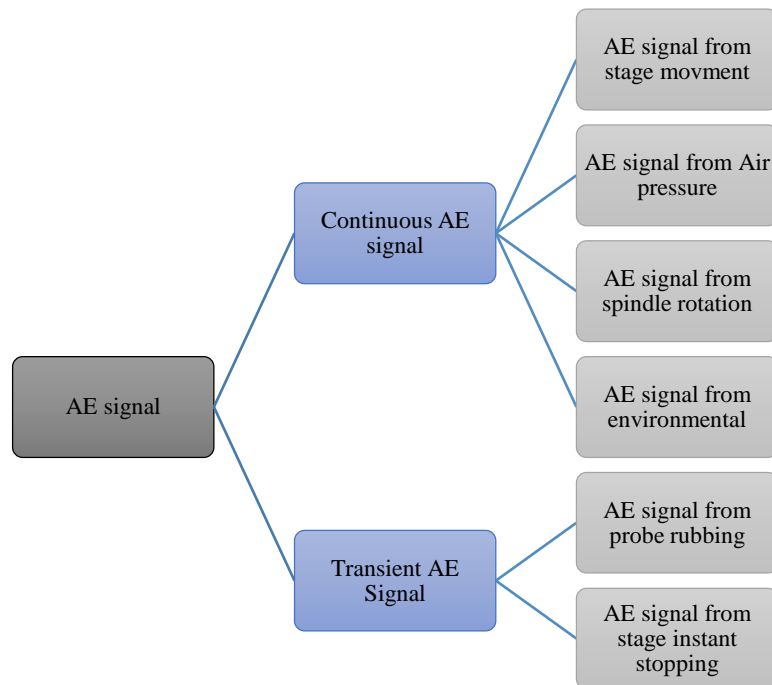 AE signal from
stage movment
AE signal from Air
pressure
Continuous AE
signal
AE signal from
spindle rotation
AE signal from
environmental
AE signal
AE signal from
probe rubbing
Transient AE
Signal
AE signal from
stage instant
stopping